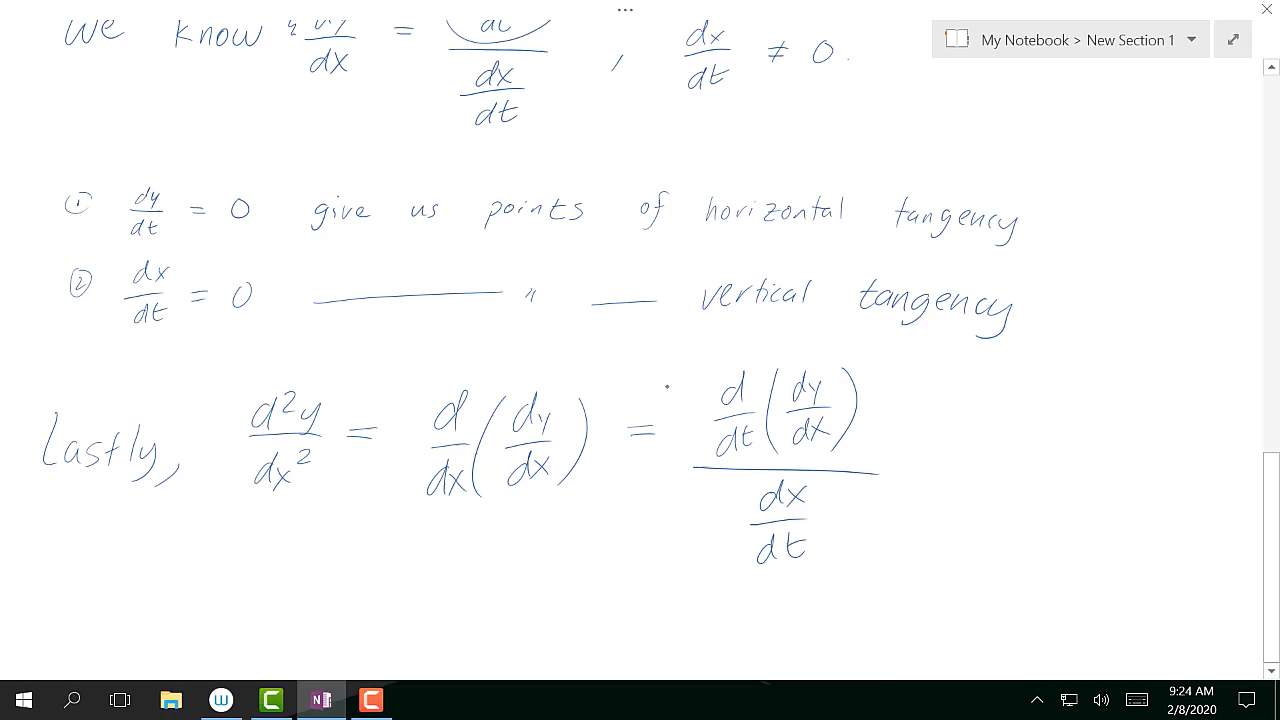 My Notebook > New Section 1
We know dy/dx = / dx/dt , dx/dt ≠ 0.
① dy/dt = 0 give us points of horizontal tangency
② dx/dt = 0 ———— " —— vertical tangency
Lastly, d²y/dx² = d/dx (dy/dx) = d/dt (dy/dx) / dx/dt
9:24 AM
2/8/2020